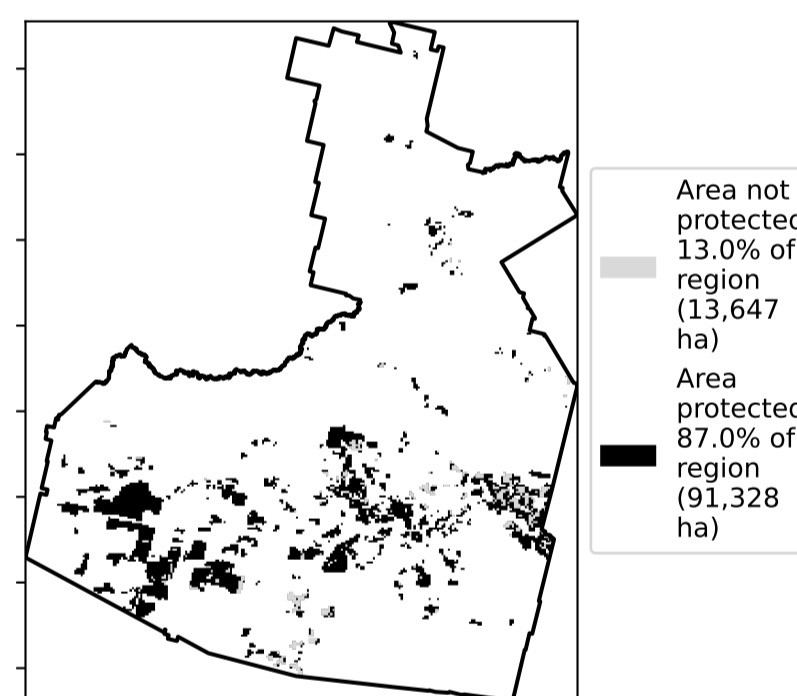 Area not
protected
13.0% of
region
(13,647
ha)
Area
protected
87.0% of
region
(91,328
ha)